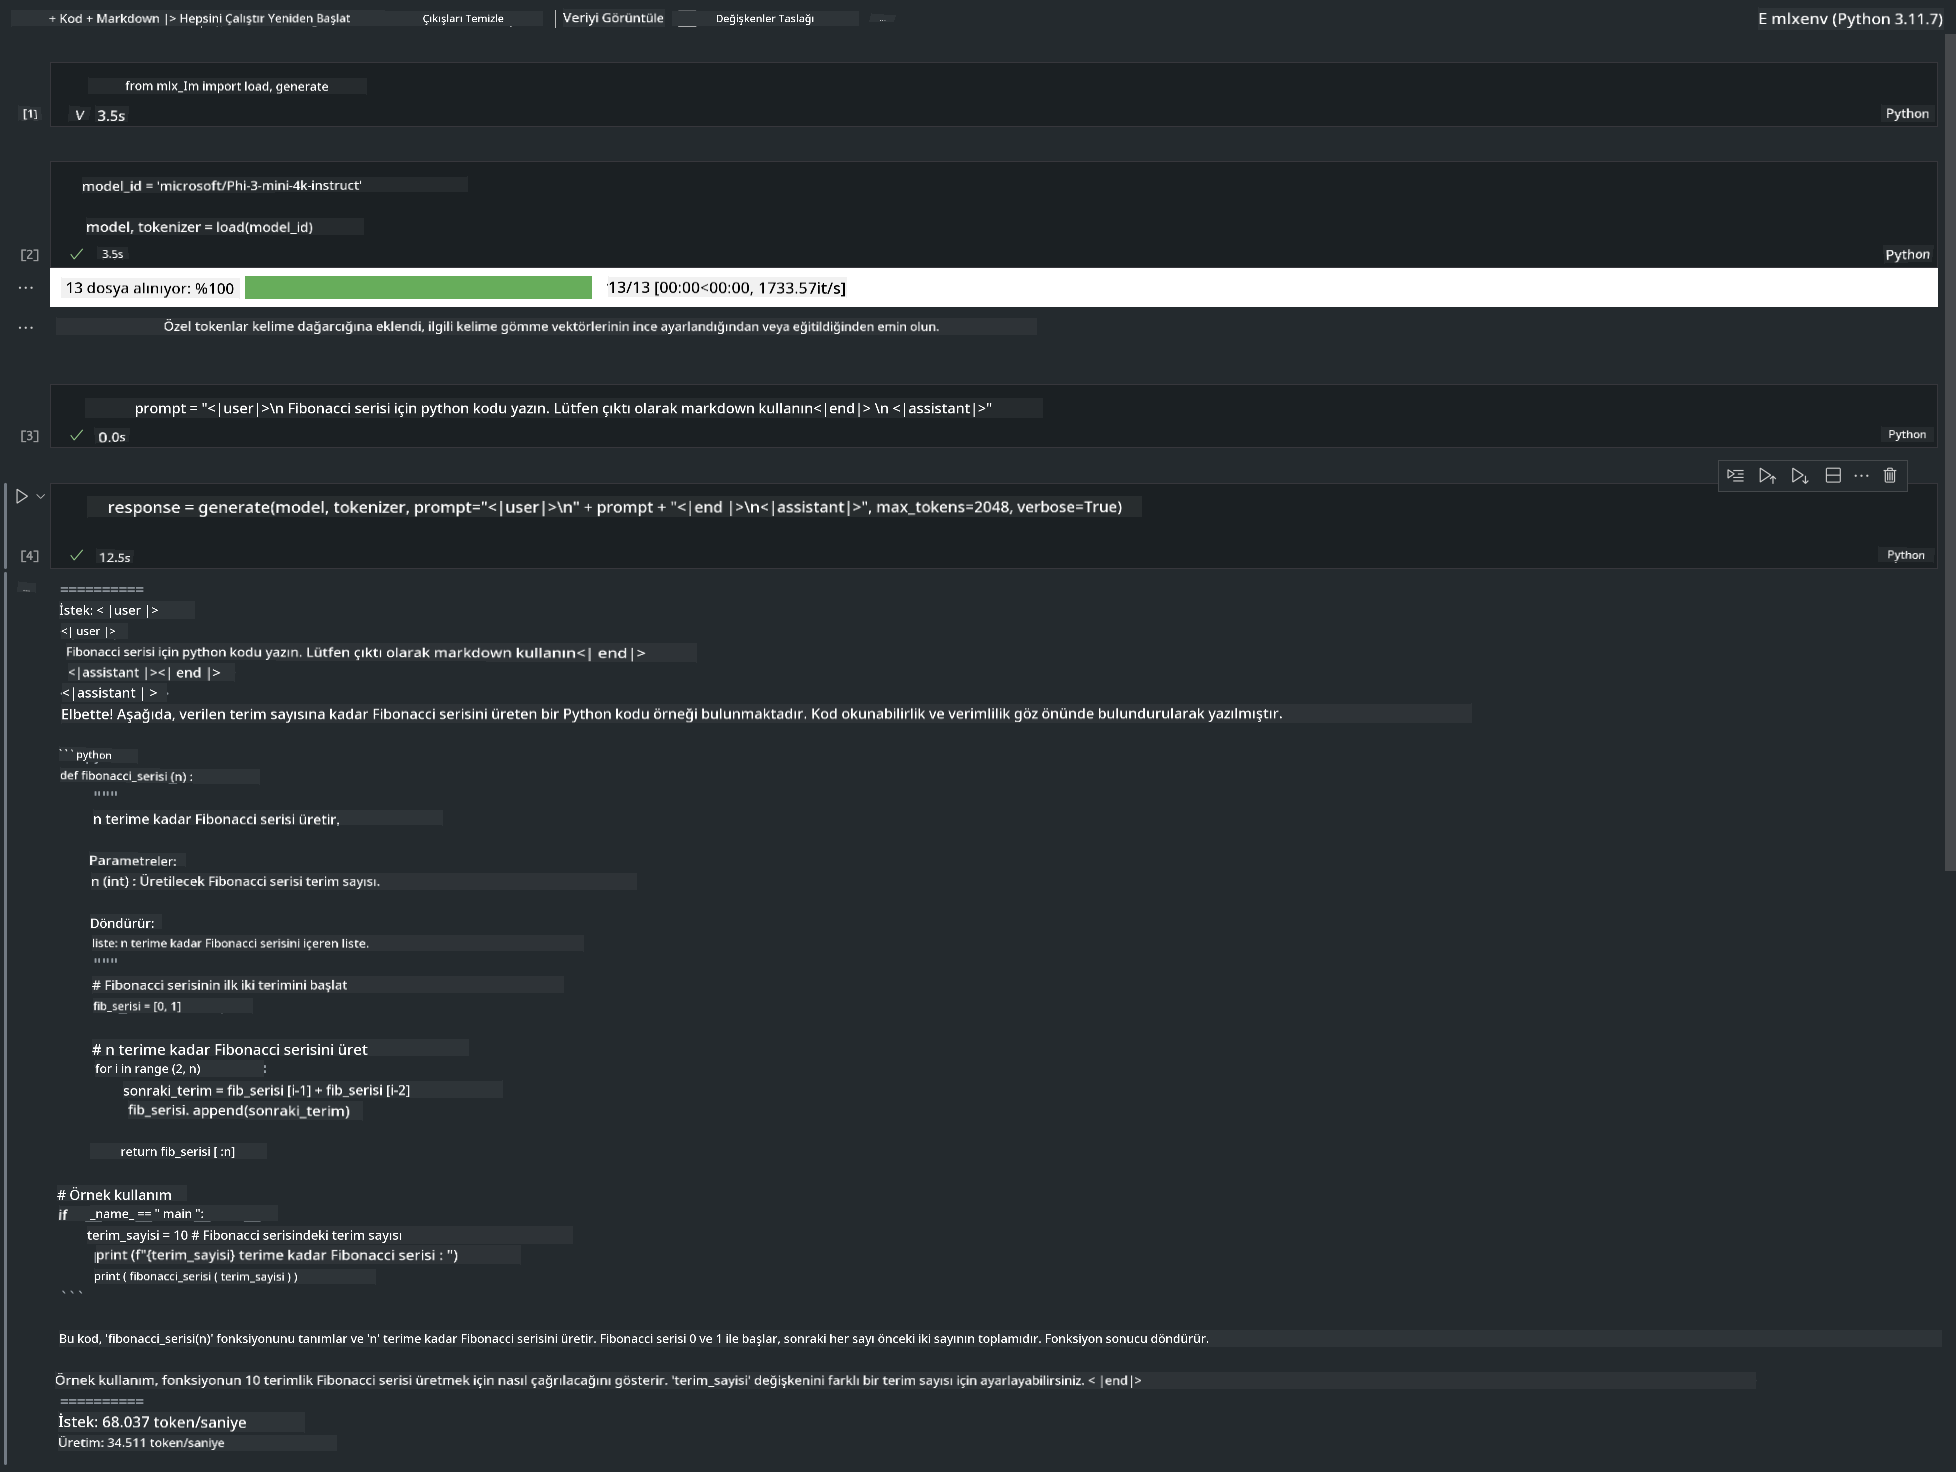 + Kod + Markdown |> Hepsini Çalıştır Yeniden Başlat Çıkışları Temizle | Veriyi Görüntüle Değişkenler Taslağı ... E mlxenv (Python 3.11.7)
from mlx_Im import load, generate
[1] V 3.5s Python
model_id = 'microsoft/Phi-3-mini-4k-instruct'
model, tokenizer = load(model_id)
[2] ✓ 3.5s Python
... 13 dosya alınıyor: %100 13/13 [00:00<00:00, 1733.57it/s]
... Özel tokenlar kelime dağarcığına eklendi, ilgili kelime gömme vektörlerinin ince ayarlandığından veya eğitildiğinden emin olun.
prompt = "<|user|>\n Fibonacci serisi için python kodu yazın. Lütfen çıktı olarak markdown kullanın<|end|> \n <|assistant|>"
[3] ✓ 0.0s Python
response = generate(model, tokenizer, prompt="<|user|>\n" + prompt + "<|end |>\n<|assistant|>", max_tokens=2048, verbose=True)
[4] ✓ 12.5s Python
... ==========
İstek: < |user |>
<| user |>
Fibonacci serisi için python kodu yazın. Lütfen çıktı olarak markdown kullanın<| end|>
<|assistant |><| end |>
<|assistant | >
Elbette! Aşağıda, verilen terim sayısına kadar Fibonacci serisini üreten bir Python kodu örneği bulunmaktadır. Kod okunabilirlik ve verimlilik göz önünde bulundurularak yazılmıştır.
```python
def fibonacci_serisi (n) :
"""
n terime kadar Fibonacci serisi üretir.
Parametreler:
n (int) : Üretilecek Fibonacci serisi terim sayısı.
Döndürür:
liste: n terime kadar Fibonacci serisini içeren liste.
"""
# Fibonacci serisinin ilk iki terimini başlat
fib_serisi = [0, 1]
# n terime kadar Fibonacci serisini üret
for i in range (2, n) :
sonraki_terim = fib_serisi [i-1] + fib_serisi [i-2]
fib_serisi. append(sonraki_terim)
return fib_serisi [ :n]
# Örnek kullanım
if _name_ == " main ":
terim_sayisi = 10 # Fibonacci serisindeki terim sayısı
print (f"{terim_sayisi} terime kadar Fibonacci serisi : ")
print ( fibonacci_serisi ( terim_sayisi ) )
```
Bu kod, 'fibonacci_serisi(n)' fonksiyonunu tanımlar ve 'n' terime kadar Fibonacci serisini üretir. Fibonacci serisi 0 ve 1 ile başlar, sonraki her sayı önceki iki sayının toplamıdır. Fonksiyon sonucu döndürür.
Örnek kullanım, fonksiyonun 10 terimlik Fibonacci serisi üretmek için nasıl çağrılacağını gösterir. 'terim_sayisi' değişkenini farklı bir terim sayısı için ayarlayabilirsiniz. < |end|>
==========
İstek: 68.037 token/saniye
Üretim: 34.511 token/saniye